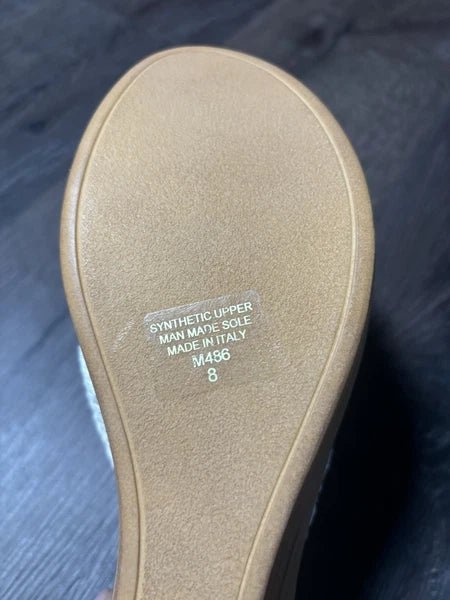 SYNTHETIC UPPER
MAN MADE SOLE
MADE IN ITALY
M486
8